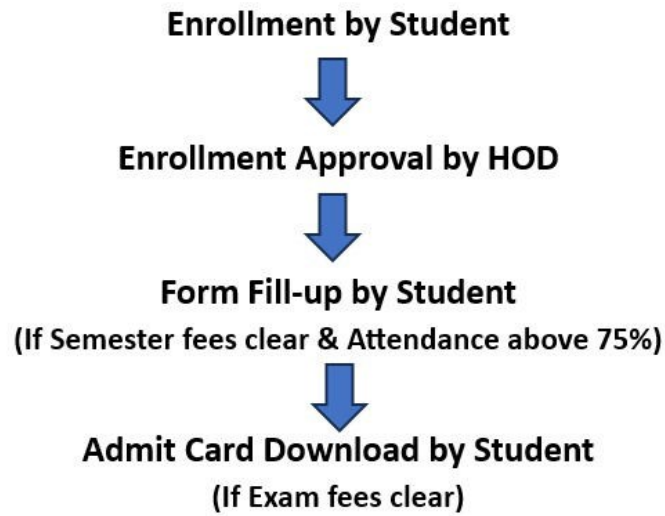 Enrollment by Student
Enrollment Approval by HOD
Form Fill-up by Student
(If Semester fees clear & Attendance above 75%)
Admit Card Download by Student
(If Exam fees clear)